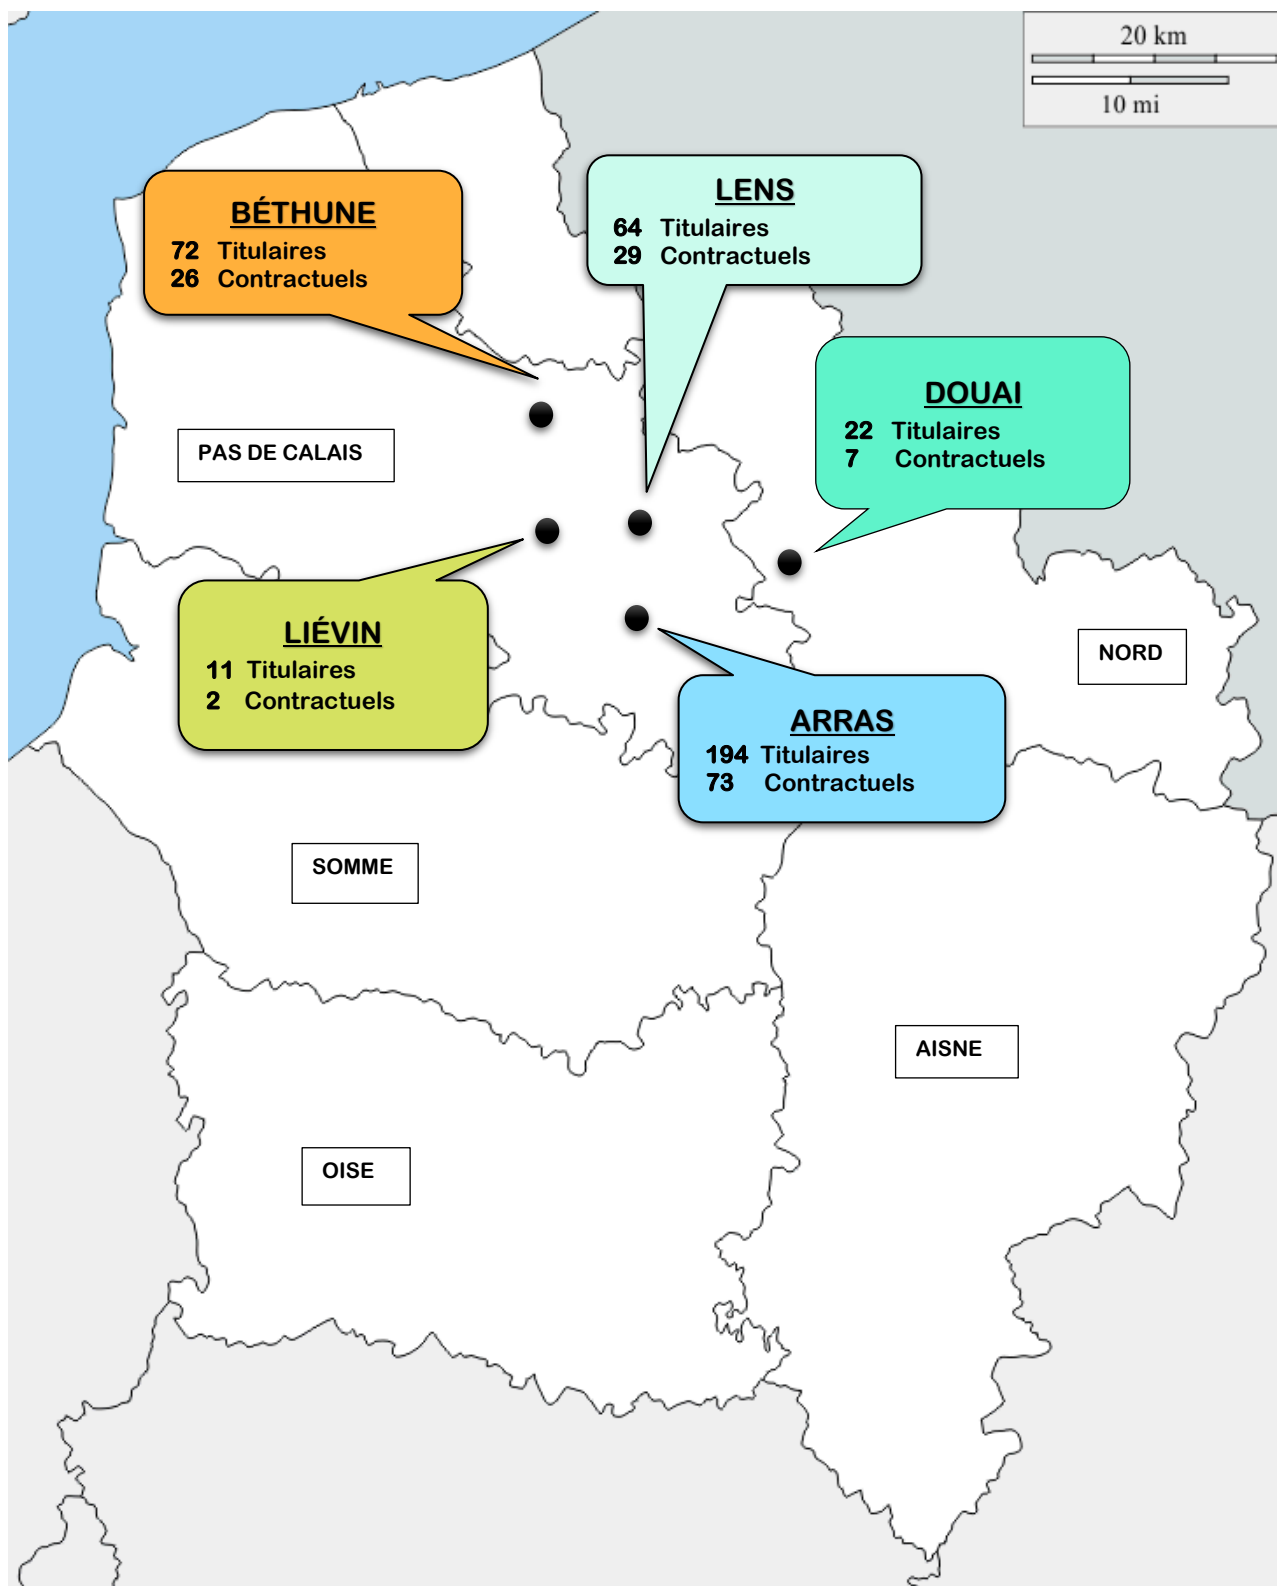 20 km
10 mi
BÉTHUNE
72 Titulaires
26 Contractuels
LENS
64 Titulaires
29 Contractuels
DOUAI
22 Titulaires
7 Contractuels
PAS DE CALAIS
LIÉVIN
11 Titulaires
2 Contractuels
NORD
ARRAS
194 Titulaires
73 Contractuels
SOMME
AISNE
OISE